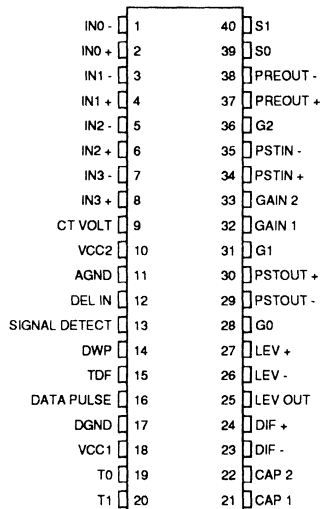 IN0 - 1 40 S1
IN0 + 2 39 S0
IN1 - 3 38 PREOUT -
IN1 + 4 37 PREOUT +
IN2 - 5 36 G2
IN2 + 6 35 PSTIN -
IN3 - 7 34 PSTIN +
IN3 + 8 33 GAIN 2
CT VOLT 9 32 GAIN 1
VCC2 10 31 G1
AGND 11 30 PSTOUT +
DEL IN 12 29 PSTOUT -
SIGNAL DETECT 13 28 G0
DWP 14 27 LEV +
TDF 15 26 LEV -
DATA PULSE 16 25 LEV OUT
DGND 17 24 DIF +
VCC1 18 23 DIF -
T0 19 22 CAP 2
T1 20 21 CAP 1